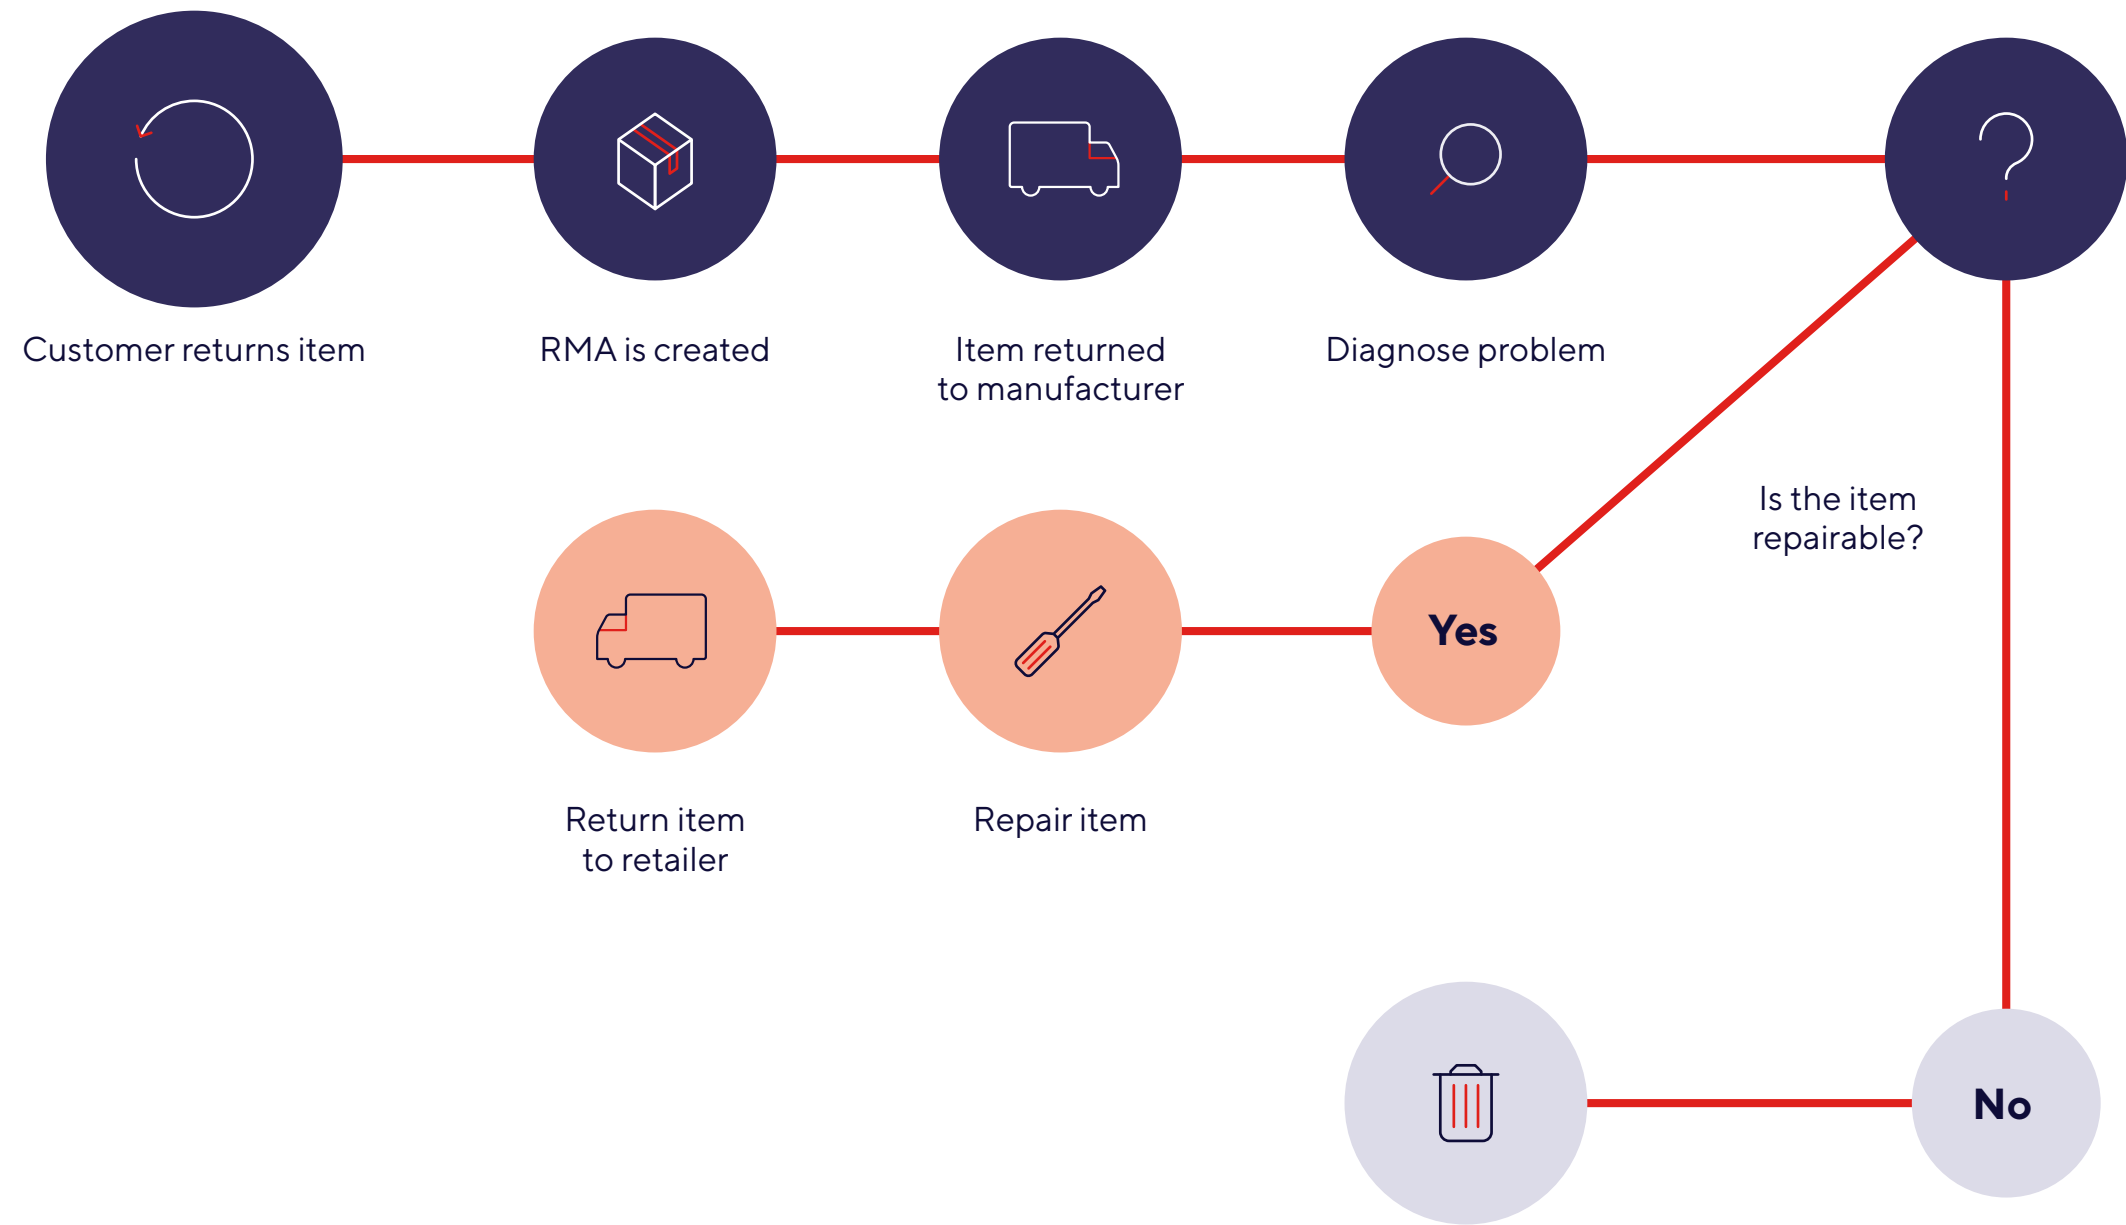 Customer returns item
RMA is created
Item returned
to manufacturer
Diagnose problem
Is the item
repairable?
Yes
Repair item
Return item
to retailer
No